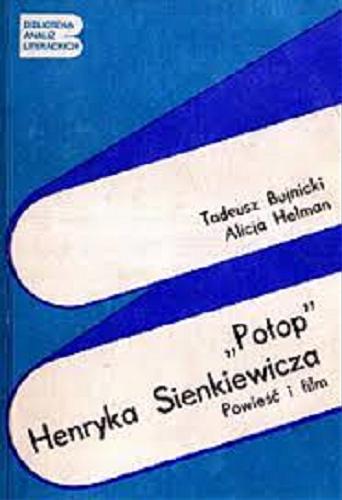 BIBLIOTEKA
ANALIZ
LITERACKICH
Tadeusz Bujnicki
Alicja Helman
„Potop"
Henryka Sienkiewicza
Powieść i film